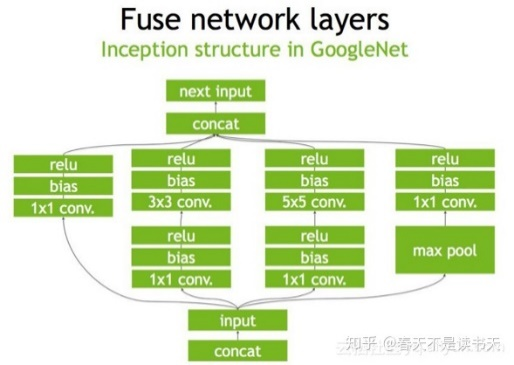 Fuse network layers
Inception structure in GoogleNet
next input
concat
relu
bias
1x1 conv.
relu
bias
3x3 conv.
relu
bias
1x1 conv.
relu
bias
5x5 conv.
relu
bias
1x1 conv.
relu
bias
1x1 conv.
max pool
input
concat
知乎 @春天不是读书天